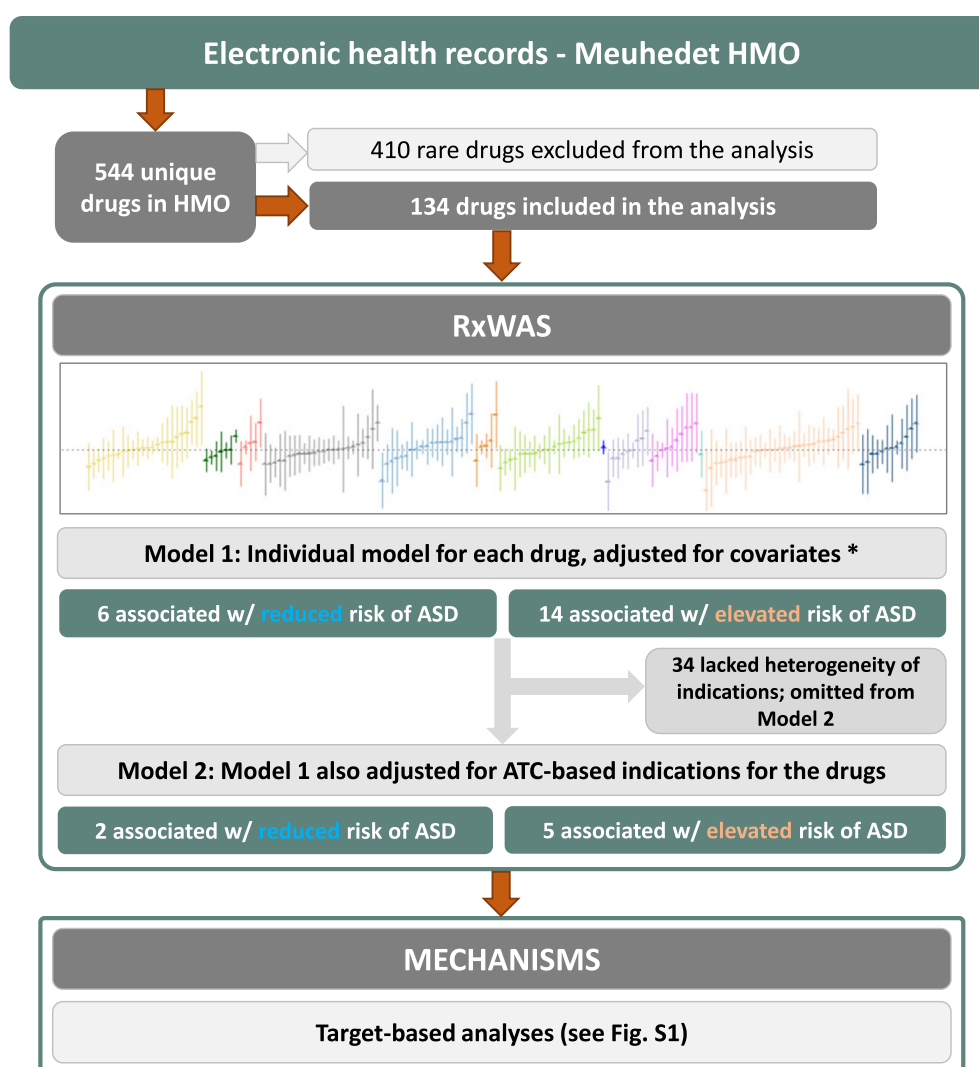 Electronic health records - Meuhedet HMO
544 unique
drugs in HMO
410 rare drugs excluded from the analysis
134 drugs included in the analysis
RxWAS
Model 1: Individual model for each drug, adjusted for covariates *
6 associated w/ reduced risk of ASD
14 associated w/ elevated risk of ASD
34 lacked heterogeneity of
indications; omitted from
Model 2
Model 2: Model 1 also adjusted for ATC-based indications for the drugs
2 associated w/ reduced risk of ASD
5 associated w/ elevated risk of ASD
MECHANISMS
Target-based analyses (see Fig. S1)